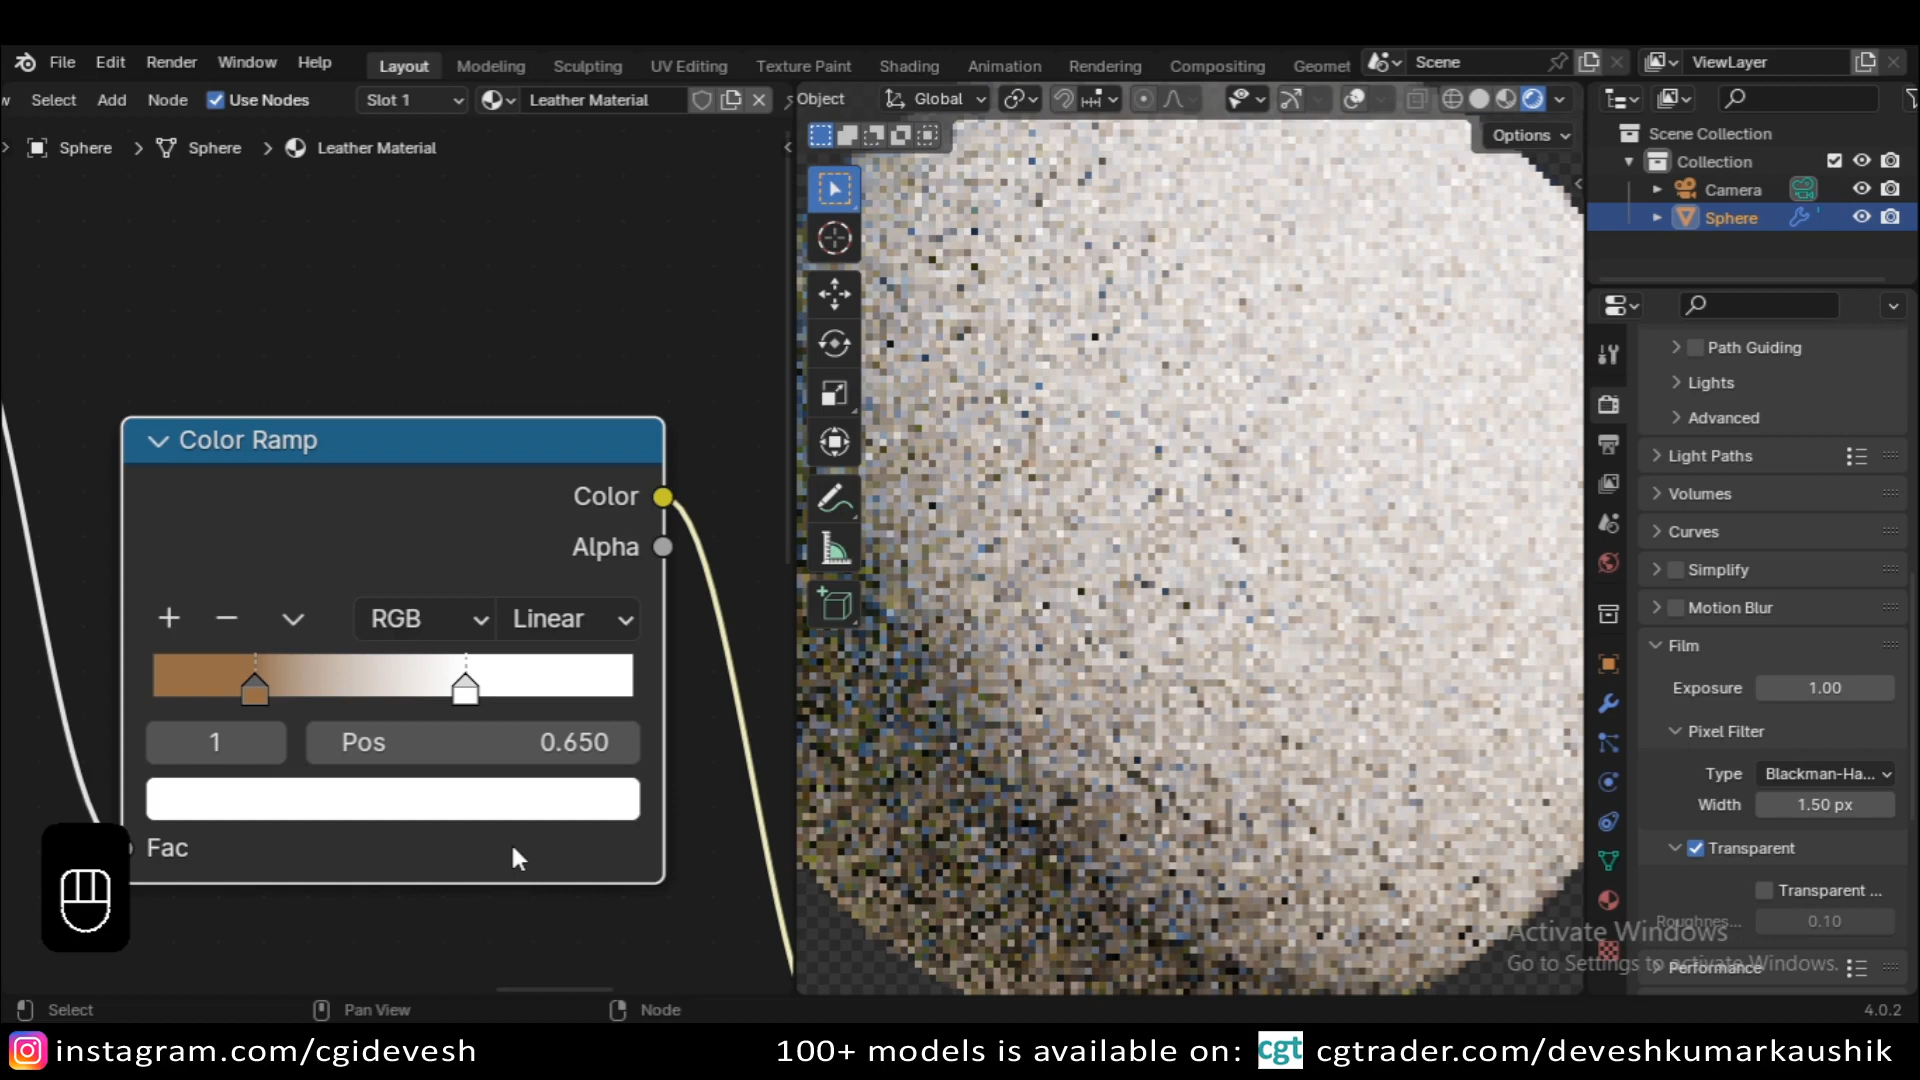 File Edit Render Window Help Layout Modeling Sculpting UV Editing Texture Paint Shading Animation Rendering Compositing Geomet Scene ViewLayer
Select Add Node Use Nodes Slot 1 Leather Material Object Global
Options
Sphere Sphere Leather Material
Scene Collection
Collection
Camera
Sphere
Color Ramp
Color
Alpha
RGB Linear
1 Pos 0.650
Fac
Path Guiding
Lights
Advanced
Light Paths
Volumes
Curves
Simplify
Motion Blur
Film
Exposure 1.00
Pixel Filter
Type Blackman-Ha...
Width 1.50 px
Transparent
Transparent ...
Roughnes... 0.10
Performance
Activate Windows
Go to Settings to activate Windows.
Select Pan View Node 4.0.2
instagram.com/cgidevesh 100+ models is available on: cgt cgtrader.com/deveshkumarkaushik